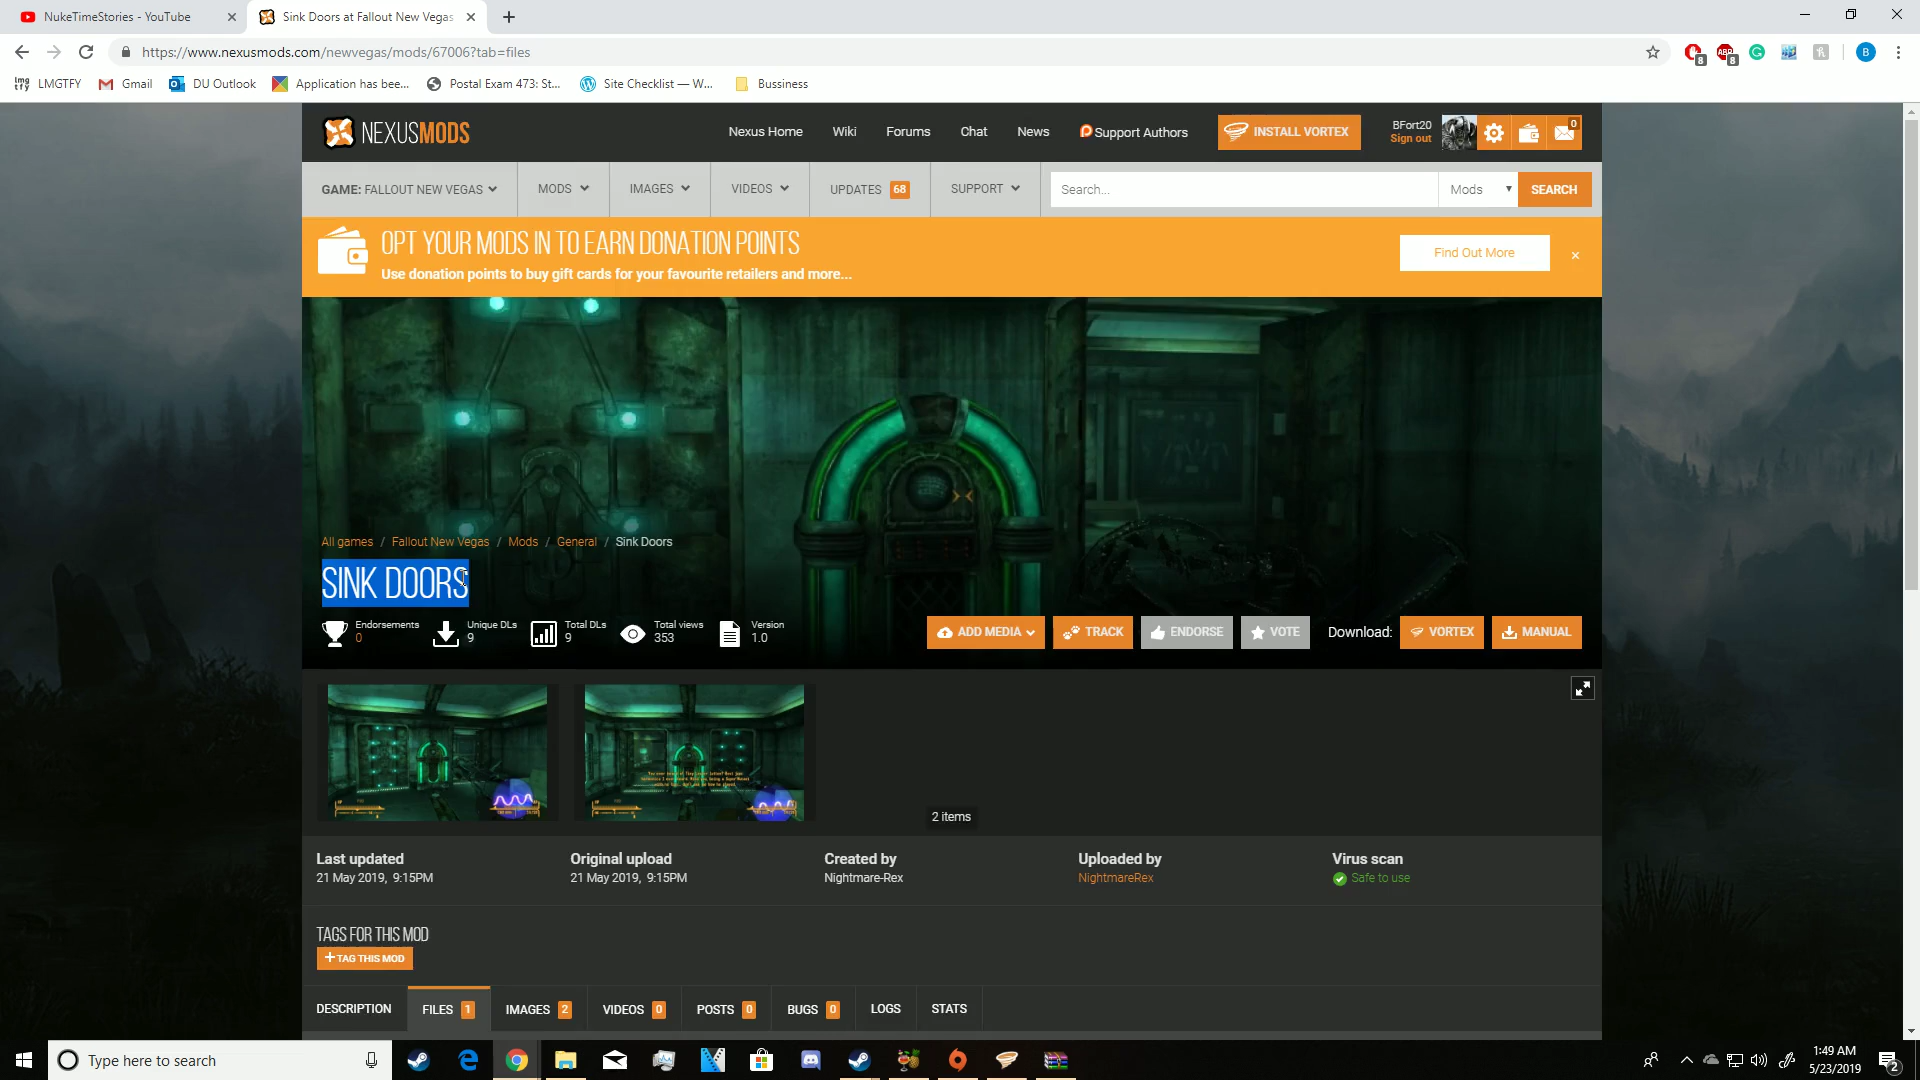 NukeTimeStories - YouTube
Sink Doors at Fallout New Vegas
https://www.nexusmods.com/newvegas/mods/67006?tab=files
ABP
8
8
B
img LMGTFY
Gmail
DU Outlook
Application has bee...
Postal Exam 473: St...
Site Checklist — W...
Bussiness
NEXUSMODS
Nexus Home
Wiki
Forums
Chat
News
Support Authors
INSTALL VORTEX
BFort20
Sign out
0
GAME: FALLOUT NEW VEGAS
MODS
IMAGES
VIDEOS
UPDATES 68
SUPPORT
Search...
Mods
SEARCH
OPT YOUR MODS IN TO EARN DONATION POINTS
Use donation points to buy gift cards for your favourite retailers and more...
Find Out More
All games / Fallout New Vegas / Mods / General / Sink Doors
SINK DOORS
Endorsements
0
Unique DLs
9
Total DLs
9
Total views
353
Version
1.0
ADD MEDIA
TRACK
ENDORSE
VOTE
Download:
VORTEX
MANUAL
2 items
Last updated
21 May 2019, 9:15PM
Original upload
21 May 2019, 9:15PM
Created by
Nightmare-Rex
Uploaded by
NightmareRex
Virus scan
Safe to use
TAGS FOR THIS MOD
+ TAG THIS MOD
DESCRIPTION
FILES 1
IMAGES 2
VIDEOS 0
POSTS 0
BUGS 0
LOGS
STATS
Type here to search
1:49 AM
5/23/2019
2